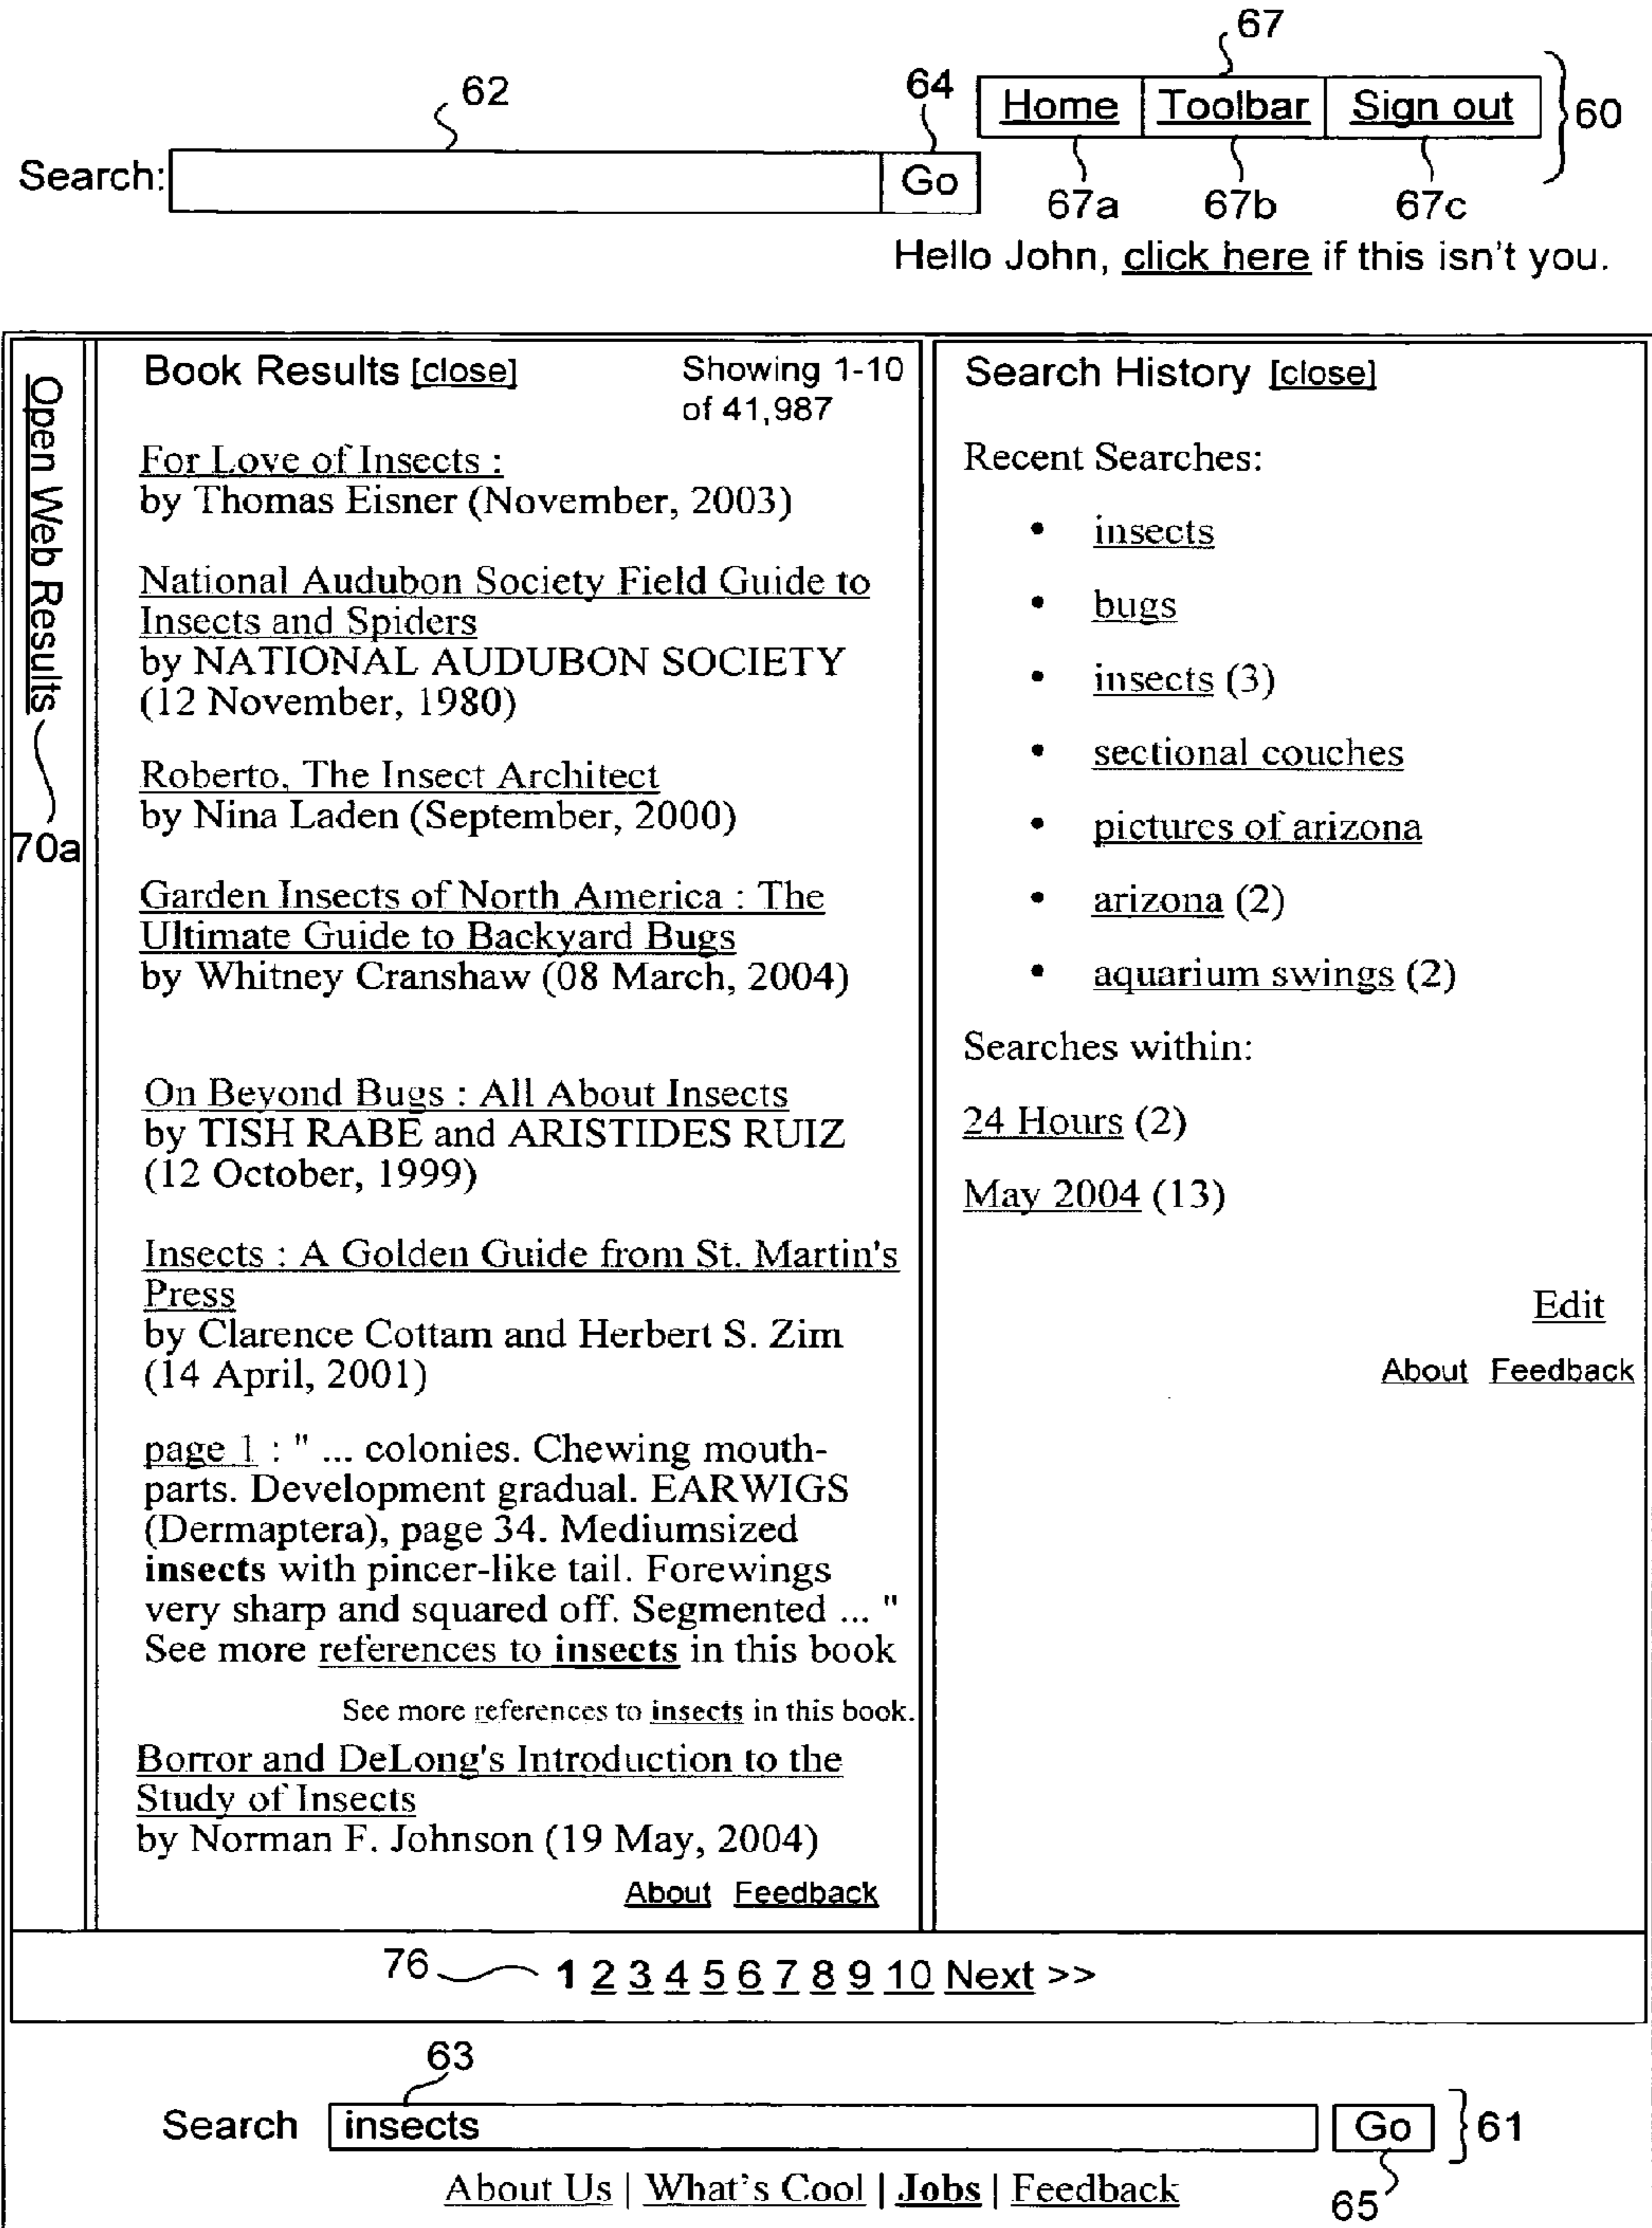 67
62
64
Home Toolbar Sign out
60
Search:
Go
67a 67b 67c
Hello John, click here if this isn't you.
Open Web Results
70a
Book Results [close]
Showing 1-10
of 41,987
For Love of Insects :
by Thomas Eisner (November, 2003)
National Audubon Society Field Guide to
Insects and Spiders
by NATIONAL AUDUBON SOCIETY
(12 November, 1980)
Roberto, The Insect Architect
by Nina Laden (September, 2000)
Garden Insects of North America : The
Ultimate Guide to Backyard Bugs
by Whitney Cranshaw (08 March, 2004)
On Beyond Bugs : All About Insects
by TISH RABE and ARISTIDES RUIZ
(12 October, 1999)
Insects : A Golden Guide from St. Martin's
Press
by Clarence Cottam and Herbert S. Zim
(14 April, 2001)
page 1 : " ... colonies. Chewing mouth-
parts. Development gradual. EARWIGS
(Dermaptera), page 34. Mediumsized
insects with pincer-like tail. Forewings
very sharp and squared off. Segmented ... "
See more references to insects in this book
See more references to insects in this book.
Borror and DeLong's Introduction to the
Study of Insects
by Norman F. Johnson (19 May, 2004)
About Feedback
Search History [close]
Recent Searches:
• insects
• bugs
• insects (3)
• sectional couches
• pictures of arizona
• arizona (2)
• aquarium swings (2)
Searches within:
24 Hours (2)
May 2004 (13)
Edit
About Feedback
76
1 2 3 4 5 6 7 8 9 10 Next >>
63
Search insects Go
61
About Us | What's Cool | Jobs | Feedback
65